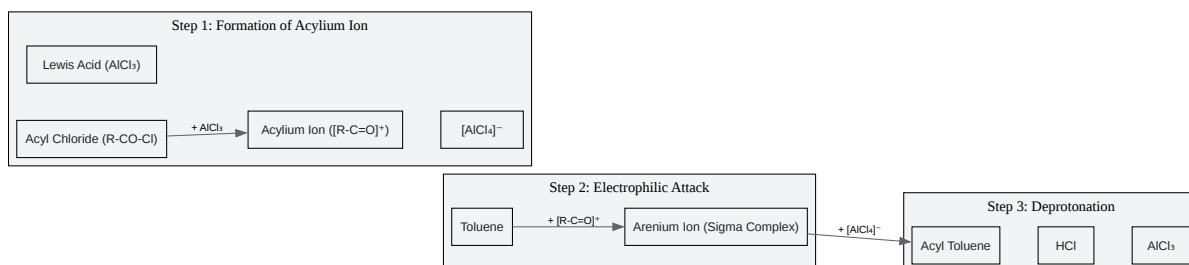 Step 1: Formation of Acylium Ion
Lewis Acid (AlCl₃)
Acyl Chloride (R-CO-Cl)
+ AlCl₃
Acylium Ion ([R-C=O]⁺)
[AlCl₄]⁻
Step 2: Electrophilic Attack
Toluene
+ [R-C=O]⁺
Arenium Ion (Sigma Complex)
+ [AlCl₄]⁻
Step 3: Deprotonation
Acyl Toluene
HCl
AlCl₃